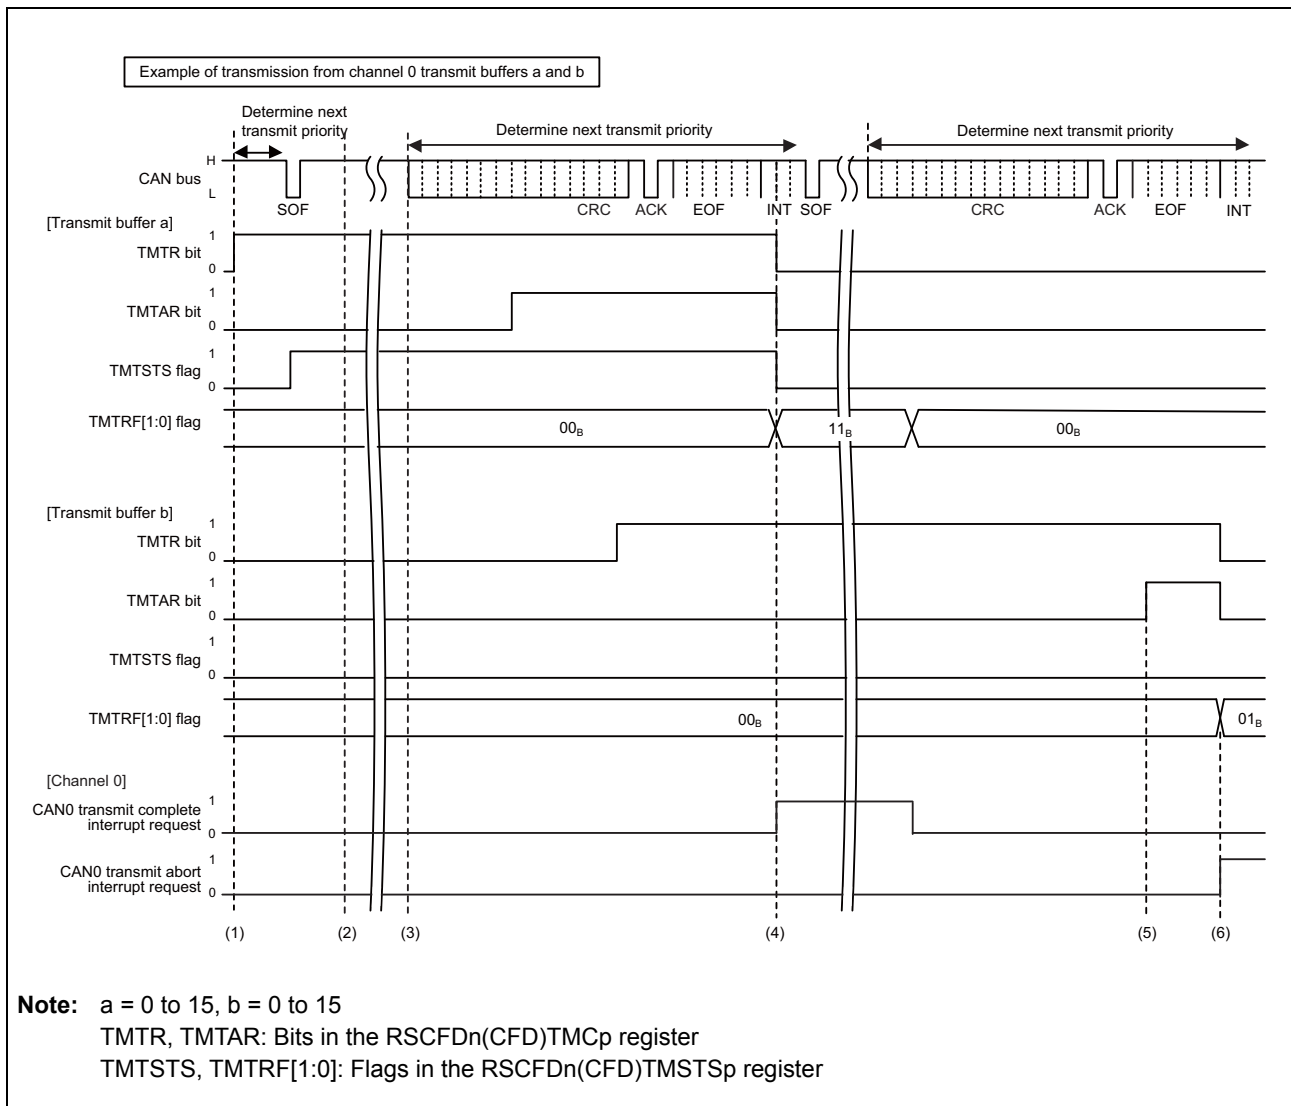 Example of transmission from channel 0 transmit buffers a and b
Determine next
transmit priority
Determine next transmit priority
Determine next transmit priority
H
CAN bus
L
SOF
CRC
ACK
EOF
INT
SOF
CRC
ACK
EOF
INT
[Transmit buffer a]
1
TMTR bit
0
1
TMTAR bit
0
1
TMTSTS flag
0
TMTRF[1:0] flag
00B
11B
00B
[Transmit buffer b]
1
TMTR bit
0
1
TMTAR bit
0
1
TMTSTS flag
0
TMTRF[1:0] flag
00B
01B
[Channel 0]
CAN0 transmit complete
interrupt request
1
0
CAN0 transmit abort
interrupt request
1
0
(1)
(2)
(3)
(4)
(5)
(6)
Note: a = 0 to 15, b = 0 to 15
TMTR, TMTAR: Bits in the RSCFDn(CFD)TMCp register
TMTSTS, TMTRF[1:0]: Flags in the RSCFDn(CFD)TMSTSp register